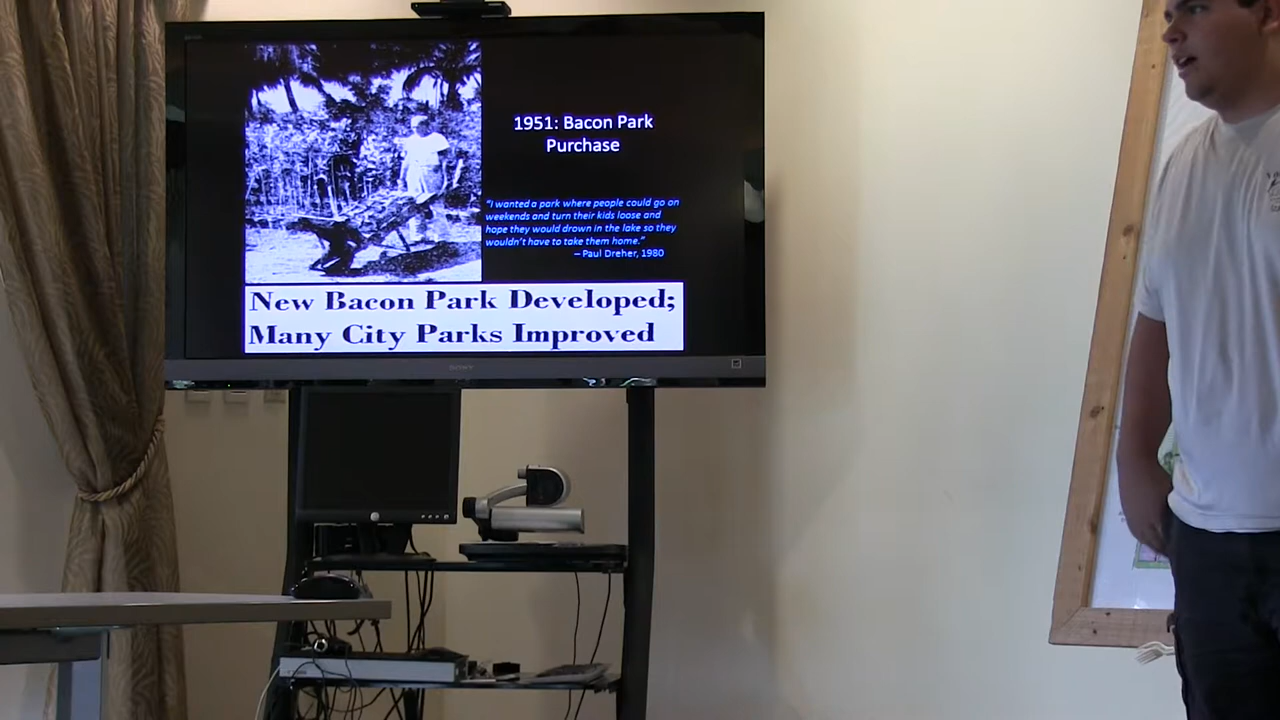 1951: Bacon Park
Purchase
"I wanted a park where people could go on
weekends and turn their kids loose and
hope they would drown in the lake so they
wouldn't have to take them home."
– Paul Dreher, 1980
New Bacon Park Developed;
Many City Parks Improved
SONY